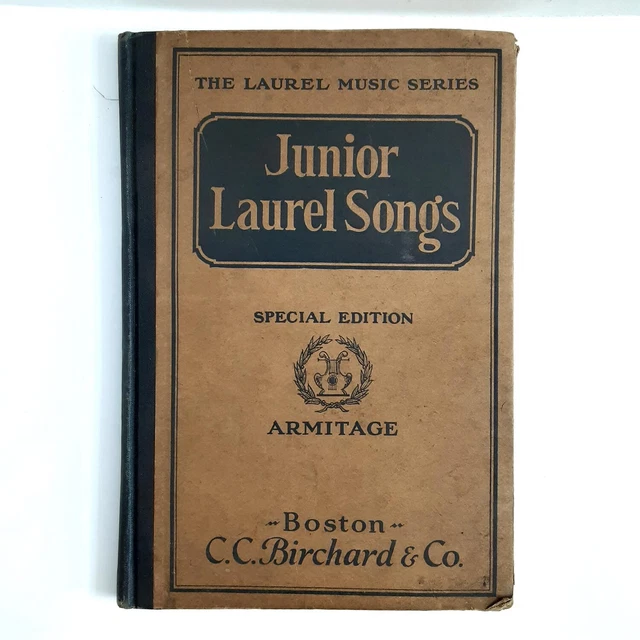 THE LAUREL MUSIC SERIES
Junior
Laurel Songs
SPECIAL EDITION
ARMITAGE
Boston
C.C. Birchard & Co.